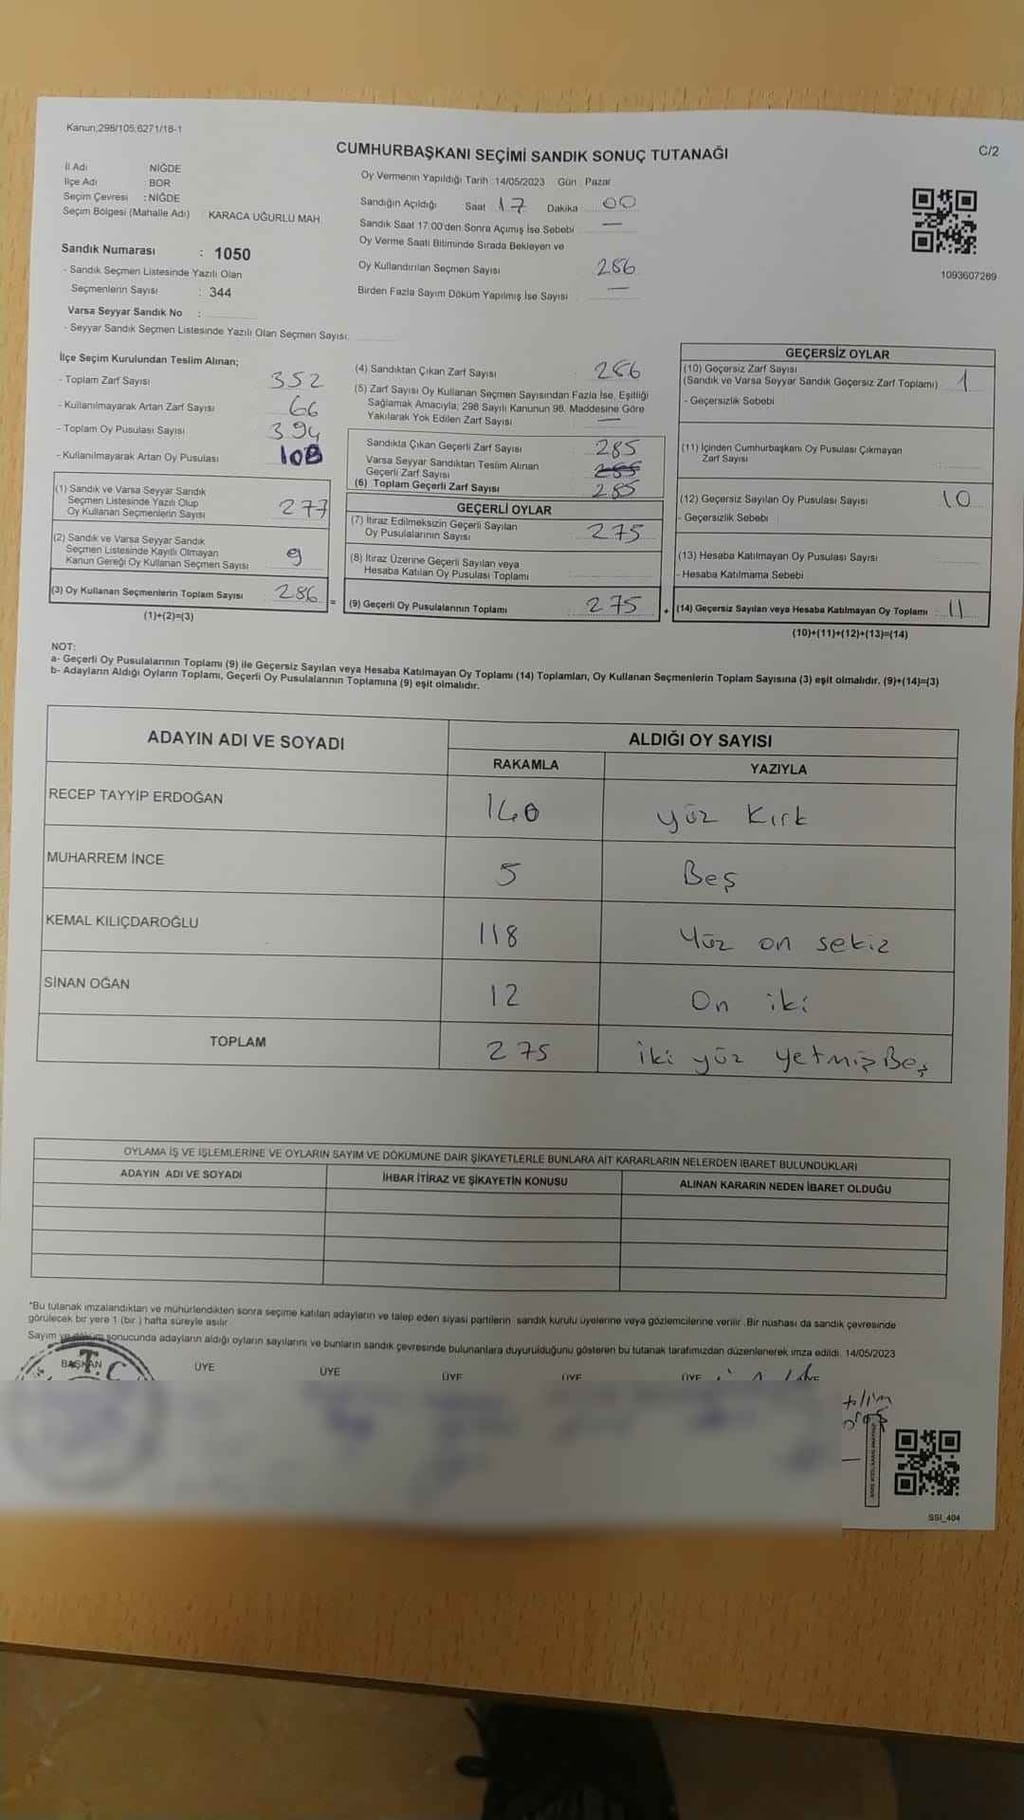 Kanun;298/105;6271/18-1
CUMHURBAŞKANI SEÇİMİ SANDIK SONUÇ TUTANAĞI
C/2
İl Adı NİĞDE
İlçe Adı BOR
Seçim Çevresi : NİĞDE
Seçim Bölgesi (Mahalle Adı) KARACA UĞURLU MAH
Sandık Numarası : 1050
- Sandık Seçmen Listesinde Yazılı Olan
Seçmenlerin Sayısı : 344
Varsa Seyyar Sandık No :
- Seyyar Sandık Seçmen Listesinde Yazılı Olan Seçmen Sayısı:
Oy Vermenin Yapıldığı Tarih :14/05/2023 Gün : Pazar
Sandığın Açıldığı Saat 17 Dakika 00
Sandık Saat 17:00'den Sonra Açımış İse Sebebi —
Oy Verme Saati Bitiminde Sırada Bekleyen ve
Oy Kullandırılan Seçmen Sayısı 286
Birden Fazla Sayım Döküm Yapılmış İse Sayısı —
1093607269
İlçe Seçim Kurulundan Teslim Alınan;
- Toplam Zarf Sayısı 352
- Kullanılmayarak Artan Zarf Sayısı 66
- Toplam Oy Pusulası Sayısı 394
- Kullanılmayarak Artan Oy Pusulası 108
(1) Sandık ve Varsa Seyyar Sandık
Seçmen Listesinde Yazılı Olup
Oy Kullanan Seçmenlerin Sayısı 277
(2) Sandık ve Varsa Seyyar Sandık
Seçmen Listesinde Kayıtlı Olmayan
Kanun Gereği Oy Kullanan Seçmen Sayısı 9
(3) Oy Kullanan Seçmenlerin Toplam Sayısı 286
(1)+(2)=(3)
(4) Sandıktan Çıkan Zarf Sayısı : 286
(5) Zarf Sayısı Oy Kullanan Seçmen Sayısından Fazla İse, Eşitliği
Sağlamak Amacıyla; 298 Sayılı Kanunun 98. Maddesine Göre
Yakılarak Yok Edilen Zarf Sayısı —
Sandıkta Çıkan Geçerli Zarf Sayısı 285
Varsa Seyyar Sandıktan Teslim Alınan
Geçerli Zarf Sayısı 285
(6) Toplam Geçerli Zarf Sayısı 285
GEÇERLİ OYLAR
(7) İtiraz Edilmeksizin Geçerli Sayılan
Oy Pusulalarının Sayısı 275
(8) İtiraz Üzerine Geçerli Sayılan veya
Hesaba Katılan Oy Pusulası Toplamı
= (9) Geçerli Oy Pusulalarının Toplamı 275
GEÇERSİZ OYLAR
(10) Geçersiz Zarf Sayısı
(Sandık ve Varsa Seyyar Sandık Geçersiz Zarf Toplamı) 1
- Geçersizlik Sebebi
(11) İçinden Cumhurbaşkanı Oy Pusulası Çıkmayan
Zarf Sayısı
(12) Geçersiz Sayılan Oy Pusulası Sayısı 10
- Geçersizlik Sebebi
(13) Hesaba Katılmayan Oy Pusulası Sayısı
- Hesaba Katılmama Sebebi
+ (14) Geçersiz Sayılan veya Hesaba Katılmayan Oy Toplamı 11
(10)+(11)+(12)+(13)=(14)
NOT:
a- Geçerli Oy Pusulalarının Toplamı (9) ile Geçersiz Sayılan veya Hesaba Katılmayan Oy Toplamı (14) Toplamları, Oy Kullanan Seçmenlerin Toplam Sayısına (3) eşit olmalıdır. (9)+(14)=(3)
b- Adayların Aldığı Oyların Toplamı, Geçerli Oy Pusulalarının Toplamına (9) eşit olmalıdır.
ADAYIN ADI VE SOYADI ALDIĞI OY SAYISI
RAKAMLA YAZIYLA
RECEP TAYYİP ERDOĞAN 140 yüz Kırk
MUHARREM İNCE 5 Beş
KEMAL KILIÇDAROĞLU 118 Yüz on sekiz
SİNAN OĞAN 12 On iki
TOPLAM 275 iki yüz yetmiş Beş
OYLAMA İŞ VE İŞLEMLERİNE VE OYLARIN SAYIM VE DÖKÜMÜNE DAİR ŞİKAYETLERLE BUNLARA AİT KARARLARIN NELERDEN İBARET BULUNDUKLARI
ADAYIN ADI VE SOYADI İHBAR İTİRAZ VE ŞİKAYETİN KONUSU ALINAN KARARIN NEDEN İBARET OLDUĞU
*Bu tutanak imzalandıktan ve mühürlendikten sonra seçime katılan adayların ve talep eden siyasi partilerin sandık kurulu üyelerine veya gözlemcilerine verilir. Bir nüshası da sandık çevresinde
görülecek bir yere 1 (bir ) hafta süreyle asılır
Sayım ve döküm sonucunda adayların aldığı oyların sayılarını ve bunların sandık çevresinde bulunanlara duyurulduğunu gösteren bu tutanak tarafımızdan düzenlenerek imza edildi. 14/05/2023
BAŞKAN ÜYE ÜYE ÜYE ÜYE ÜYE
T.C
SSI_404